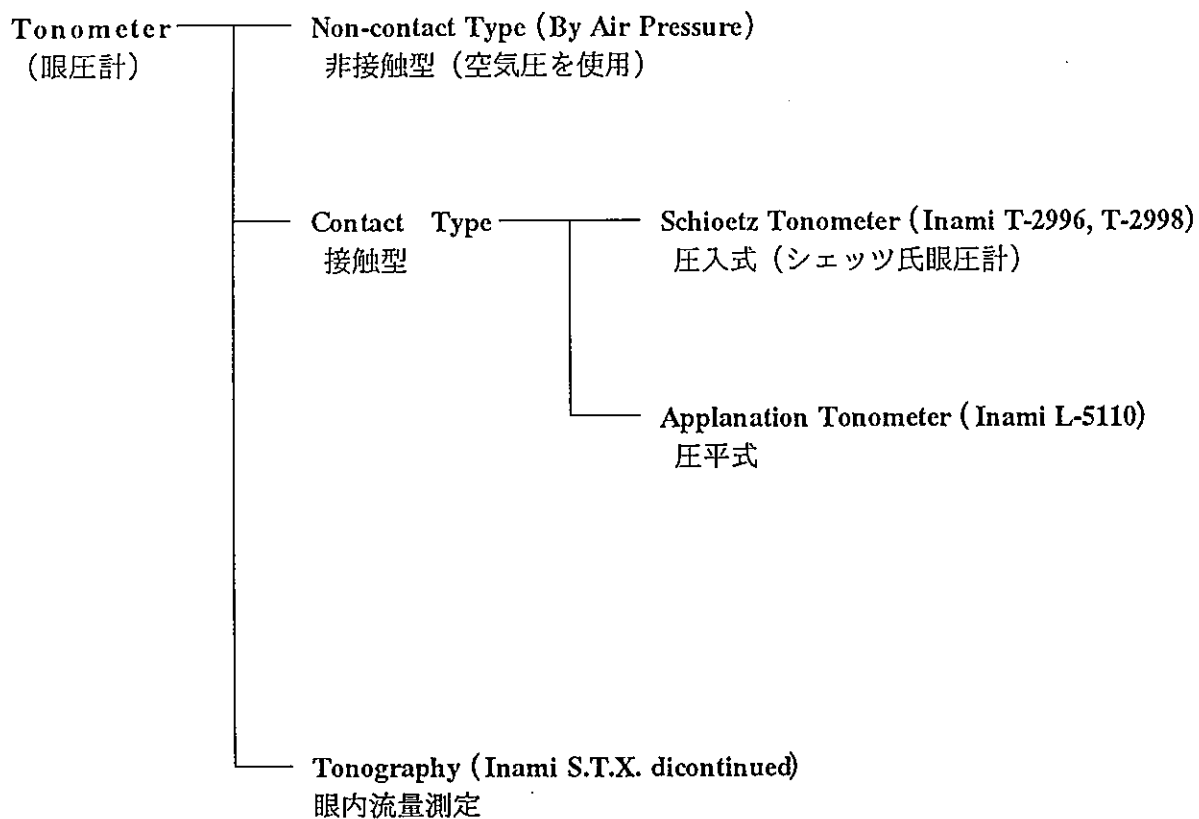 Tonometer
（眼圧計）
Non-contact Type (By Air Pressure)
非接触型（空気圧を使用）
Contact Type
接触型
Schioetz Tonometer (Inami T-2996, T-2998)
圧入式（シェッツ氏眼圧計）
Applanation Tonometer (Inami L-5110)
圧平式
Tonography (Inami S.T.X. dicontinued)
眼内流量測定